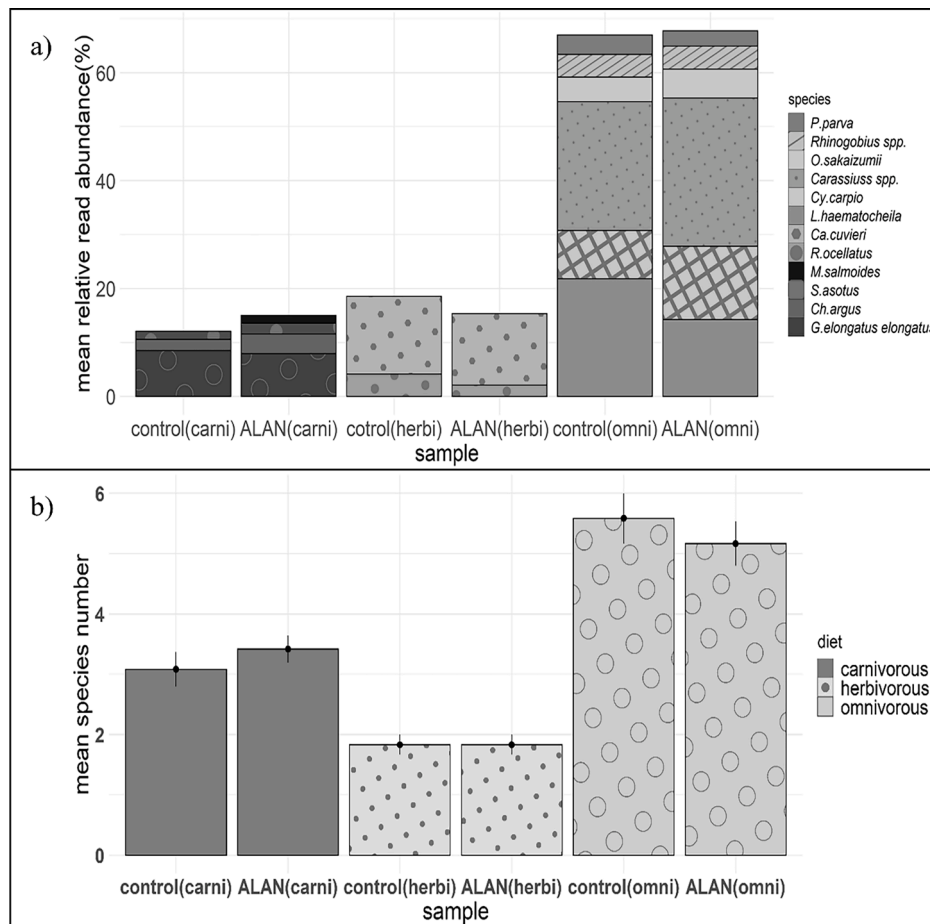 a)
mean relative read abundance(%)
60
40
20
0
control(carni) ALAN(carni) cotrol(herbi) ALAN(herbi) control(omni) ALAN(omni)
sample
species
P.parva
Rhinogobius spp.
O.sakaizumii
Carassiuss spp.
Cy.carpio
L.haematocheila
Ca.cuvieri
R.ocellatus
M.salmoides
S.asotus
Ch.argus
G.elongatus elongatus
b)
mean species number
6
4
2
0
control(carni) ALAN(carni) control(herbi) ALAN(herbi) control(omni) ALAN(omni)
sample
diet
carnivorous
herbivorous
omnivorous